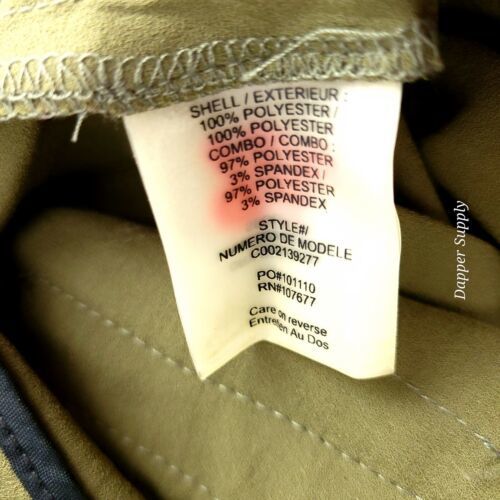 SHELL / EXTERIEUR :
100% POLYESTER /
100% POLYESTER
COMBO / COMBO :
97% POLYESTER
3% SPANDEX /
97% POLYESTER
3% SPANDEX
STYLE#/
NUMERO DE MODELE
C002139277
PO#101110
RN#107677
Care on reverse
Entretien Au Dos
Dapper Supply